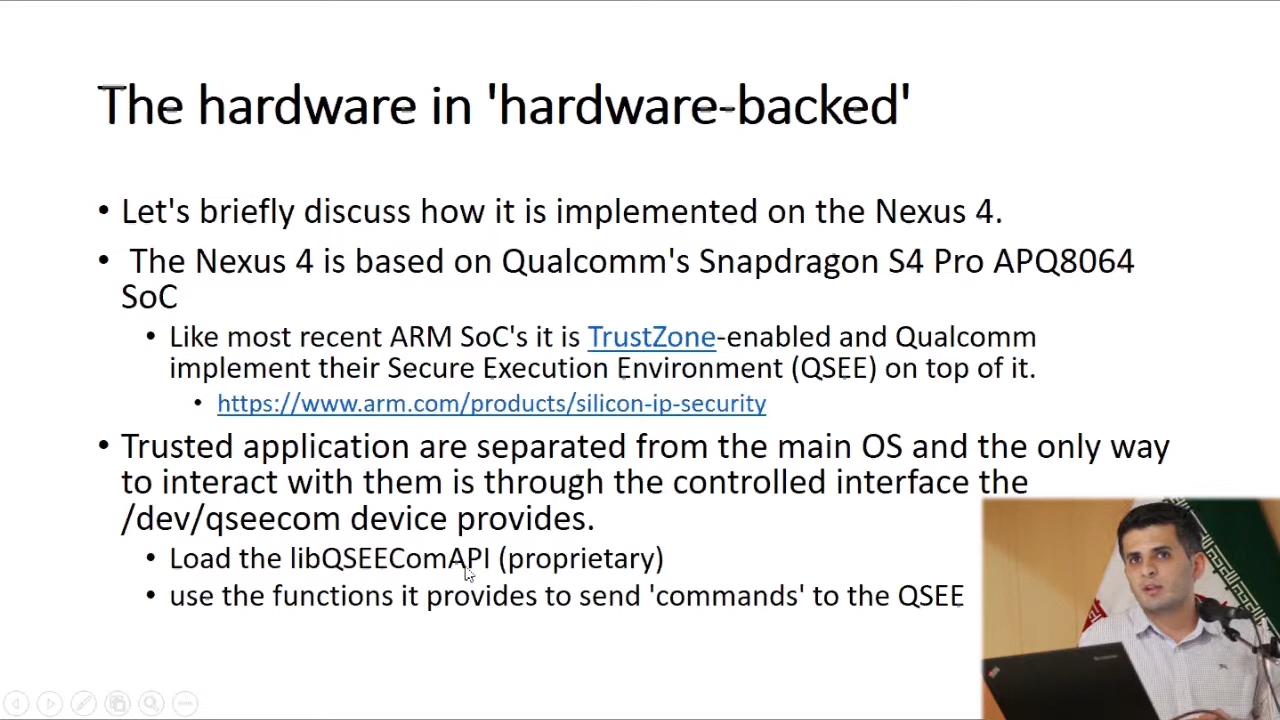 The hardware in 'hardware-backed'
• Let's briefly discuss how it is implemented on the Nexus 4.
• The Nexus 4 is based on Qualcomm's Snapdragon S4 Pro APQ8064
SoC
• Like most recent ARM SoC's it is TrustZone-enabled and Qualcomm
implement their Secure Execution Environment (QSEE) on top of it.
• https://www.arm.com/products/silicon-ip-security
• Trusted application are separated from the main OS and the only way
to interact with them is through the controlled interface the
/dev/qseecom device provides.
• Load the libQSEEComAPI (proprietary)
• use the functions it provides to send 'commands' to the QSEE